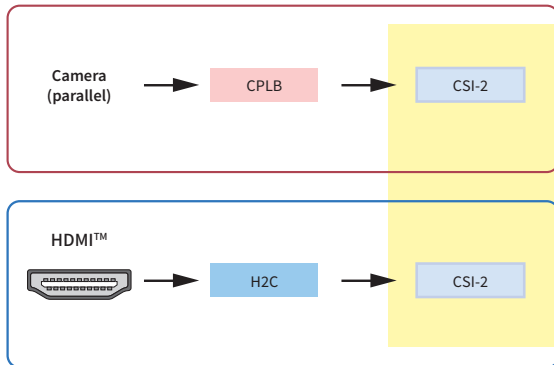 Camera
(parallel)
CPLB
CSI-2
HDMI™
H2C
CSI-2